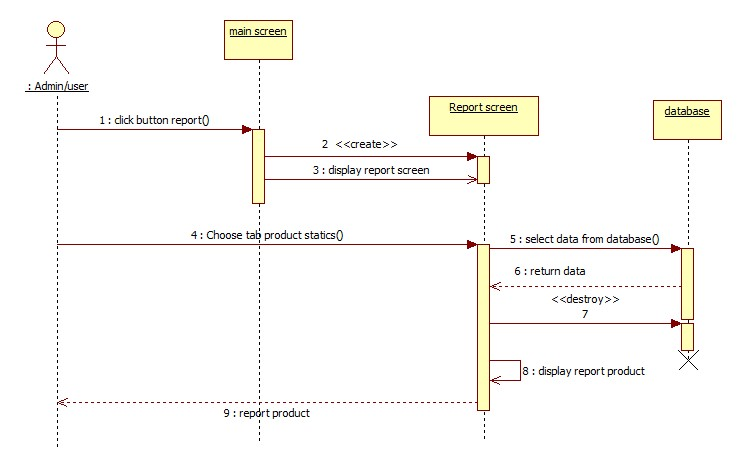 main screen
: Admin/user
Report screen
database
1 : click button report()
2 <<create>>
3 : display report screen
4 : Choose tab product statics()
5 : select data from database()
6 : return data
<<destroy>>
7
8 : display report product
9 : report product